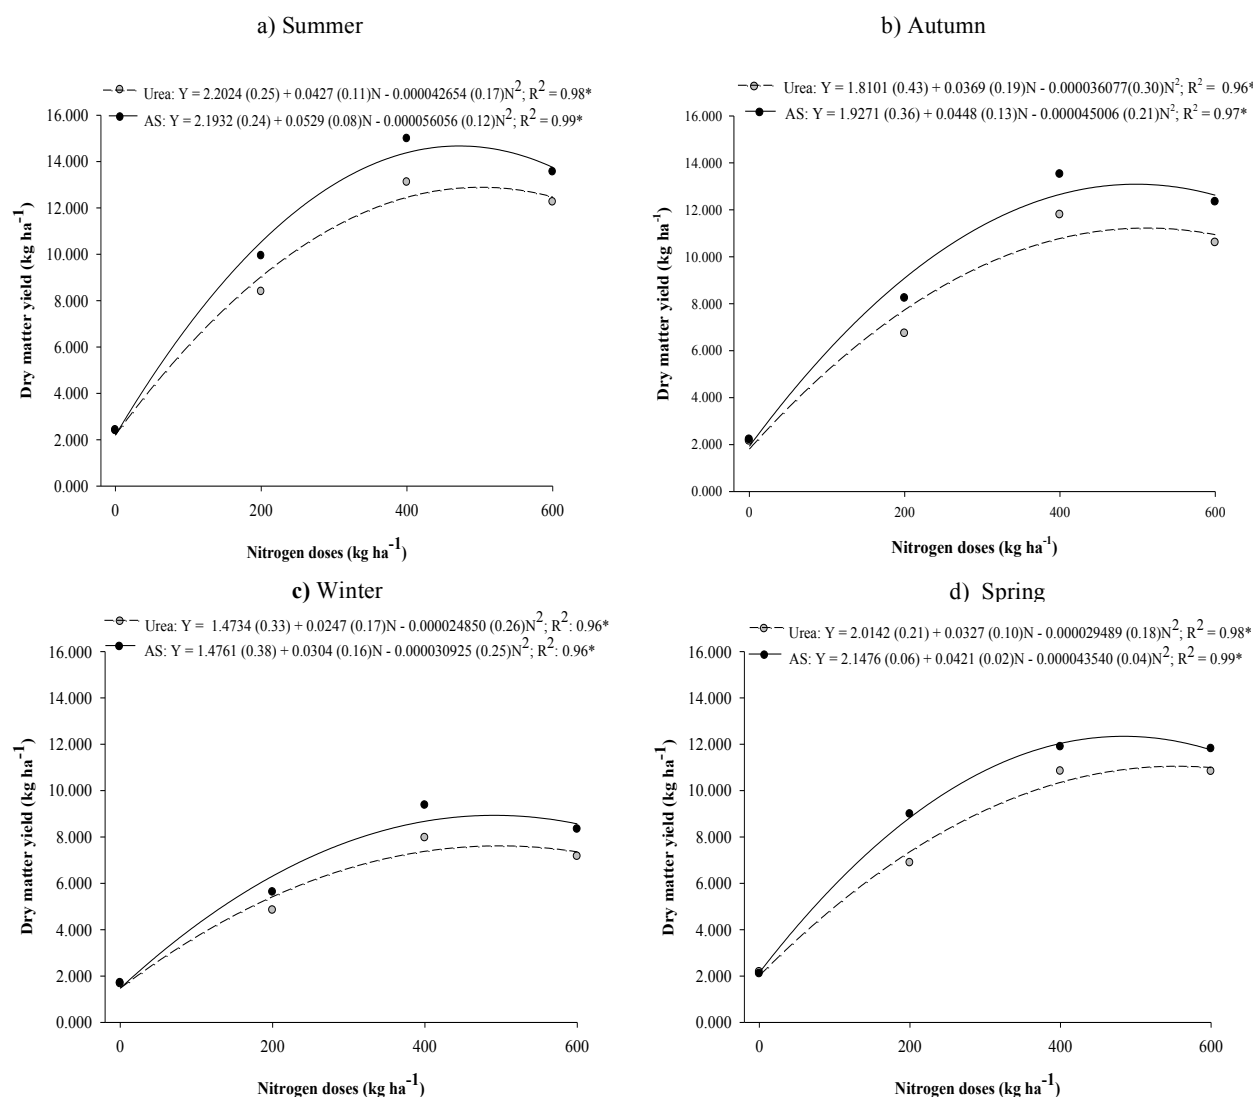 a) Summer
Urea: Y = 2.2024 (0.25) + 0.0427 (0.11)N - 0.000042654 (0.17)N²; R² = 0.98*
AS: Y = 2.1932 (0.24) + 0.0529 (0.08)N - 0.000056056 (0.12)N²; R² = 0.99*
16.000
14.000
12.000
10.000
8.000
6.000
4.000
2.000
0.000
Dry matter yield (kg ha⁻¹)
0 200 400 600
Nitrogen doses (kg ha⁻¹)
b) Autumn
Urea: Y = 1.8101 (0.43) + 0.0369 (0.19)N - 0.000036077(0.30)N²; R² = 0.96*
AS: Y = 1.9271 (0.36) + 0.0448 (0.13)N - 0.000045006 (0.21)N²; R² = 0.97*
16.000
14.000
12.000
10.000
8.000
6.000
4.000
2.000
0.000
Dry matter yield (kg ha⁻¹)
0 200 400 600
Nitrogen doses (kg ha⁻¹)
c) Winter
Urea: Y = 1.4734 (0.33) + 0.0247 (0.17)N - 0.000024850 (0.26)N²; R²: 0.96*
AS: Y = 1.4761 (0.38) + 0.0304 (0.16)N - 0.000030925 (0.25)N²; R²: 0.96*
16.000
14.000
12.000
10.000
8.000
6.000
4.000
2.000
0.000
Dry matter yield (kg ha⁻¹)
0 200 400 600
Nitrogen doses (kg ha⁻¹)
d) Spring
Urea: Y = 2.0142 (0.21) + 0.0327 (0.10)N - 0.000029489 (0.18)N²; R² = 0.98*
AS: Y = 2.1476 (0.06) + 0.0421 (0.02)N - 0.000043540 (0.04)N²; R² = 0.99*
16.000
14.000
12.000
10.000
8.000
6.000
4.000
2.000
0.000
Dry matter yield (kg ha⁻¹)
0 200 400 600
Nitrogen doses (kg ha⁻¹)